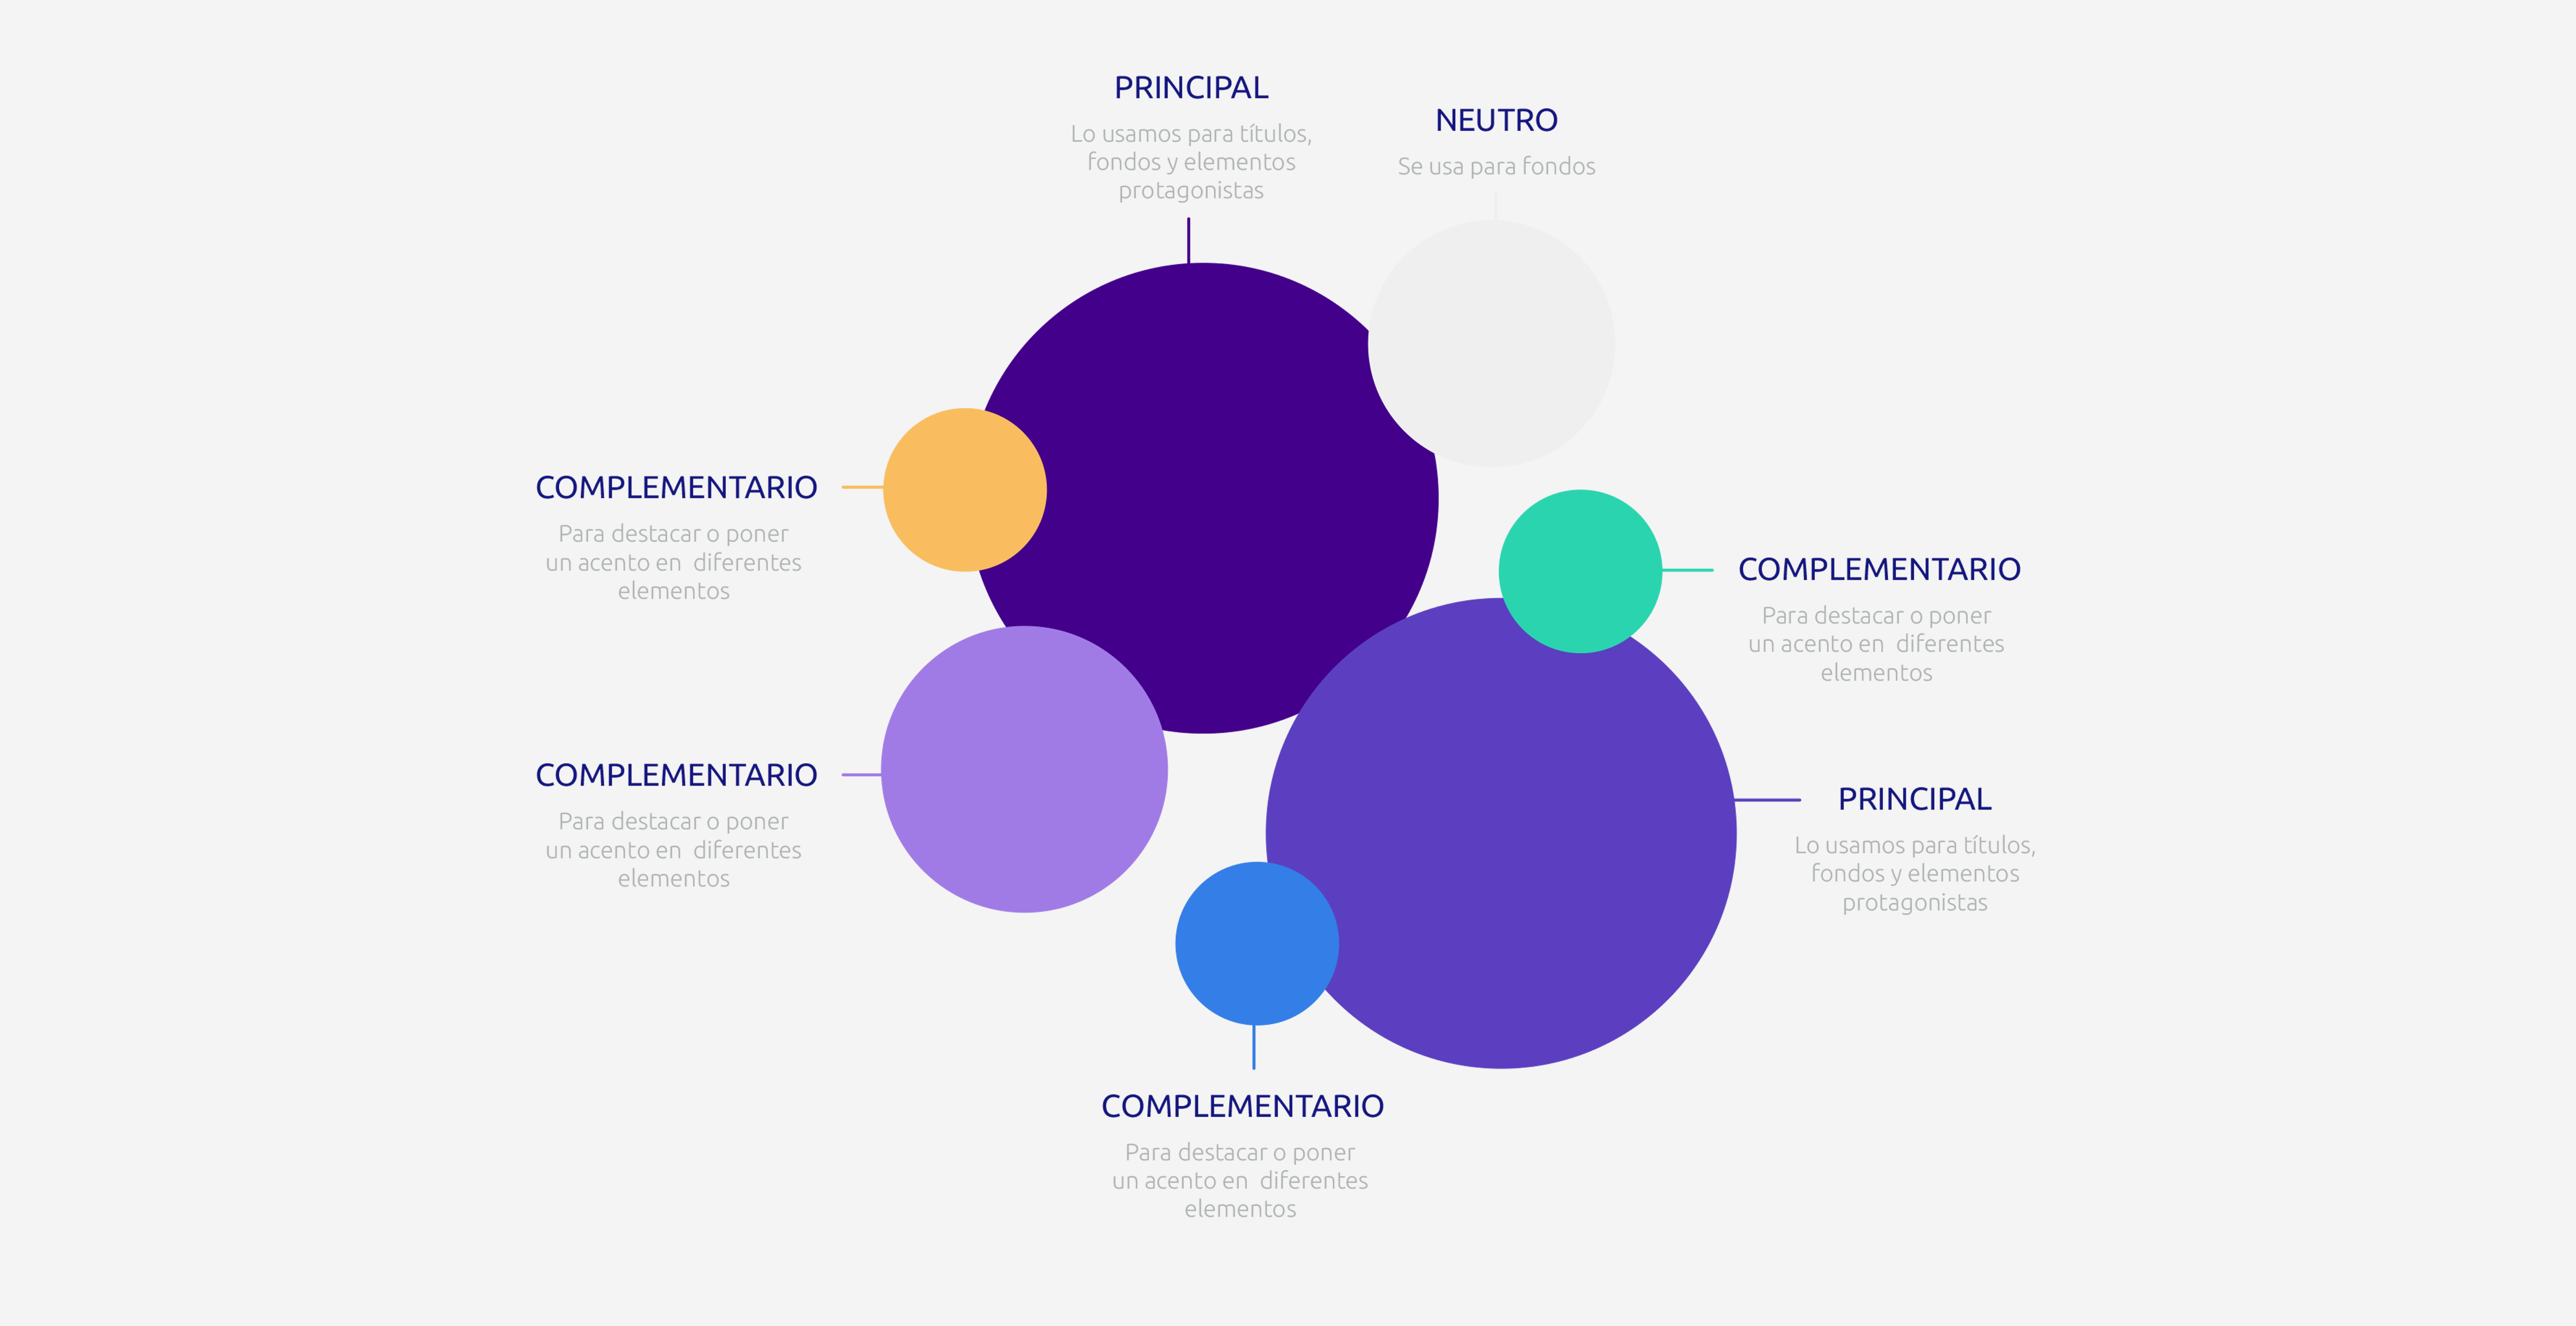 PRINCIPAL
Lo usamos para títulos,
fondos y elementos
protagonistas
NEUTRO
Se usa para fondos
COMPLEMENTARIO
Para destacar o poner
un acento en  diferentes
elementos
COMPLEMENTARIO
Para destacar o poner
un acento en  diferentes
elementos
COMPLEMENTARIO
Para destacar o poner
un acento en  diferentes
elementos
PRINCIPAL
Lo usamos para títulos,
fondos y elementos
protagonistas
COMPLEMENTARIO
Para destacar o poner
un acento en  diferentes
elementos